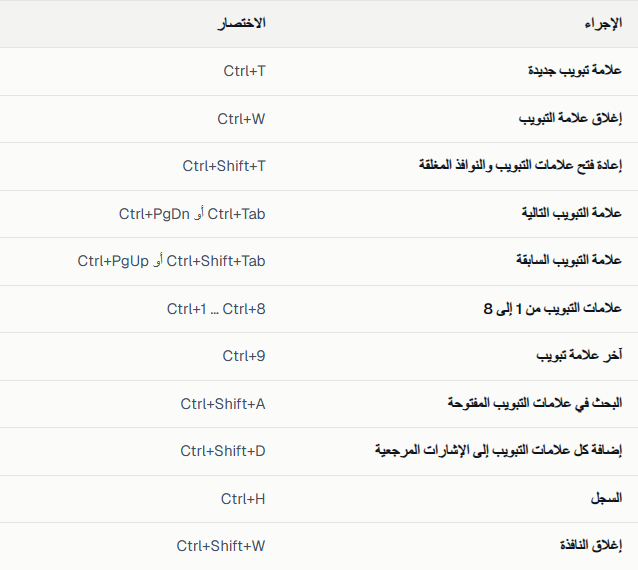 الإجراء الاختصار
علامة تبويب جديدة Ctrl+T
إغلاق علامة التبويب Ctrl+W
إعادة فتح علامات التبويب والنوافذ المغلقة Ctrl+Shift+T
علامة التبويب التالية Ctrl+Tab أو Ctrl+PgDn
علامة التبويب السابقة Ctrl+Shift+Tab أو Ctrl+PgUp
علامات التبويب من 1 إلى 8 Ctrl+1 ... Ctrl+8
آخر علامة تبويب Ctrl+9
البحث في علامات التبويب المفتوحة Ctrl+Shift+A
إضافة كل علامات التبويب إلى الإشارات المرجعية Ctrl+Shift+D
السجل Ctrl+H
إغلاق النافذة Ctrl+Shift+W